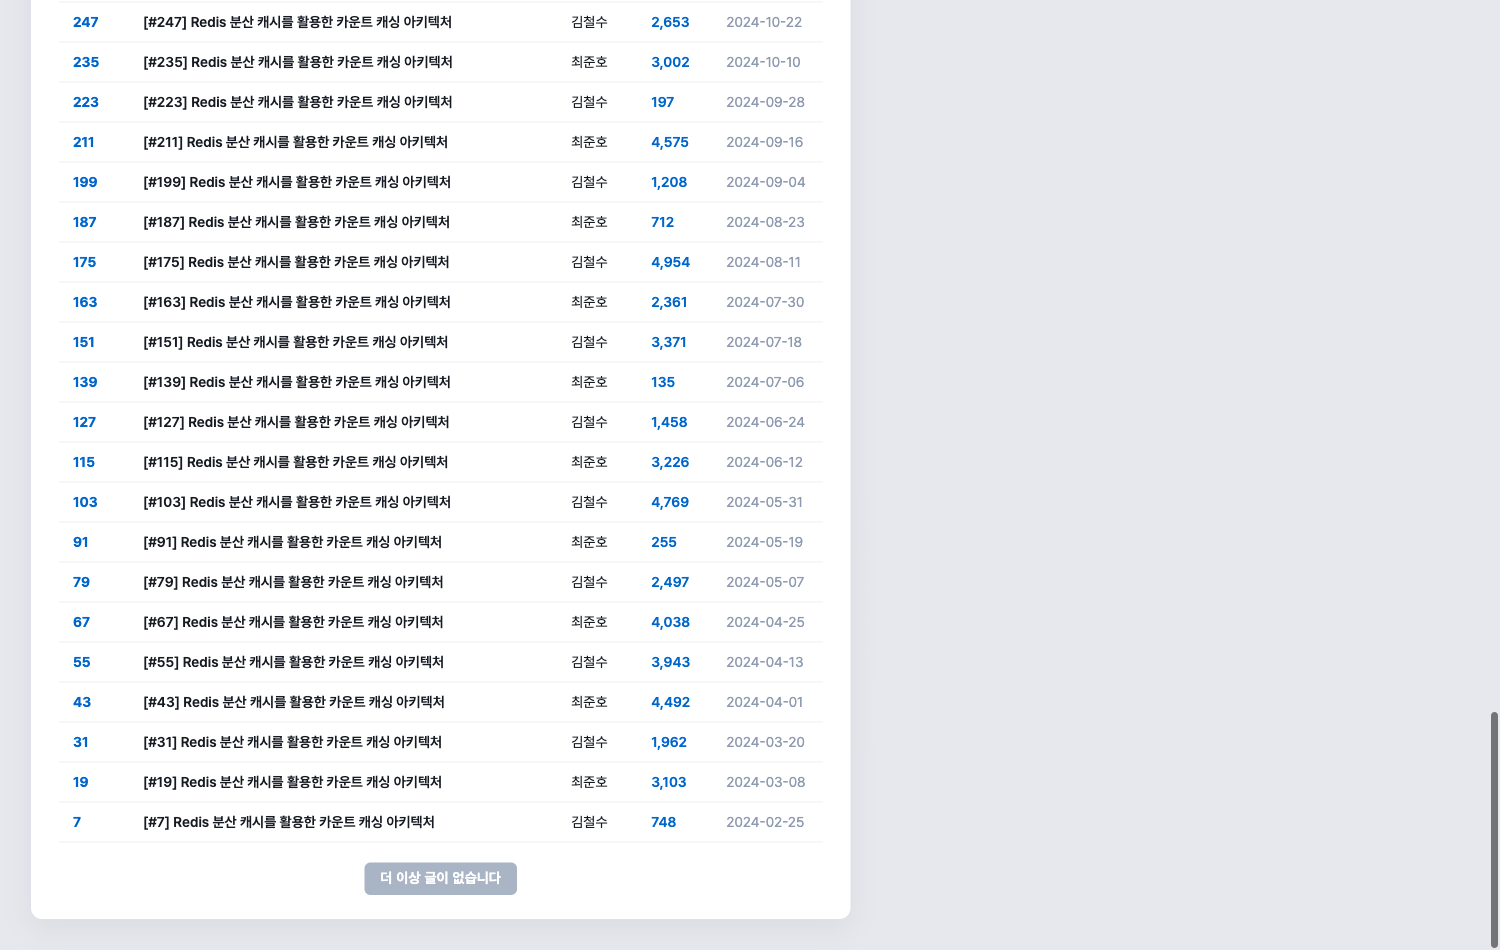 247 [#247] Redis 분산 캐시를 활용한 카운트 캐싱 아키텍처 김철수 2,653 2024-10-22
235 [#235] Redis 분산 캐시를 활용한 카운트 캐싱 아키텍처 최준호 3,002 2024-10-10
223 [#223] Redis 분산 캐시를 활용한 카운트 캐싱 아키텍처 김철수 197 2024-09-28
211 [#211] Redis 분산 캐시를 활용한 카운트 캐싱 아키텍처 최준호 4,575 2024-09-16
199 [#199] Redis 분산 캐시를 활용한 카운트 캐싱 아키텍처 김철수 1,208 2024-09-04
187 [#187] Redis 분산 캐시를 활용한 카운트 캐싱 아키텍처 최준호 712 2024-08-23
175 [#175] Redis 분산 캐시를 활용한 카운트 캐싱 아키텍처 김철수 4,954 2024-08-11
163 [#163] Redis 분산 캐시를 활용한 카운트 캐싱 아키텍처 최준호 2,361 2024-07-30
151 [#151] Redis 분산 캐시를 활용한 카운트 캐싱 아키텍처 김철수 3,371 2024-07-18
139 [#139] Redis 분산 캐시를 활용한 카운트 캐싱 아키텍처 최준호 135 2024-07-06
127 [#127] Redis 분산 캐시를 활용한 카운트 캐싱 아키텍처 김철수 1,458 2024-06-24
115 [#115] Redis 분산 캐시를 활용한 카운트 캐싱 아키텍처 최준호 3,226 2024-06-12
103 [#103] Redis 분산 캐시를 활용한 카운트 캐싱 아키텍처 김철수 4,769 2024-05-31
91 [#91] Redis 분산 캐시를 활용한 카운트 캐싱 아키텍처 최준호 255 2024-05-19
79 [#79] Redis 분산 캐시를 활용한 카운트 캐싱 아키텍처 김철수 2,497 2024-05-07
67 [#67] Redis 분산 캐시를 활용한 카운트 캐싱 아키텍처 최준호 4,038 2024-04-25
55 [#55] Redis 분산 캐시를 활용한 카운트 캐싱 아키텍처 김철수 3,943 2024-04-13
43 [#43] Redis 분산 캐시를 활용한 카운트 캐싱 아키텍처 최준호 4,492 2024-04-01
31 [#31] Redis 분산 캐시를 활용한 카운트 캐싱 아키텍처 김철수 1,962 2024-03-20
19 [#19] Redis 분산 캐시를 활용한 카운트 캐싱 아키텍처 최준호 3,103 2024-03-08
7 [#7] Redis 분산 캐시를 활용한 카운트 캐싱 아키텍처 김철수 748 2024-02-25
더 이상 글이 없습니다